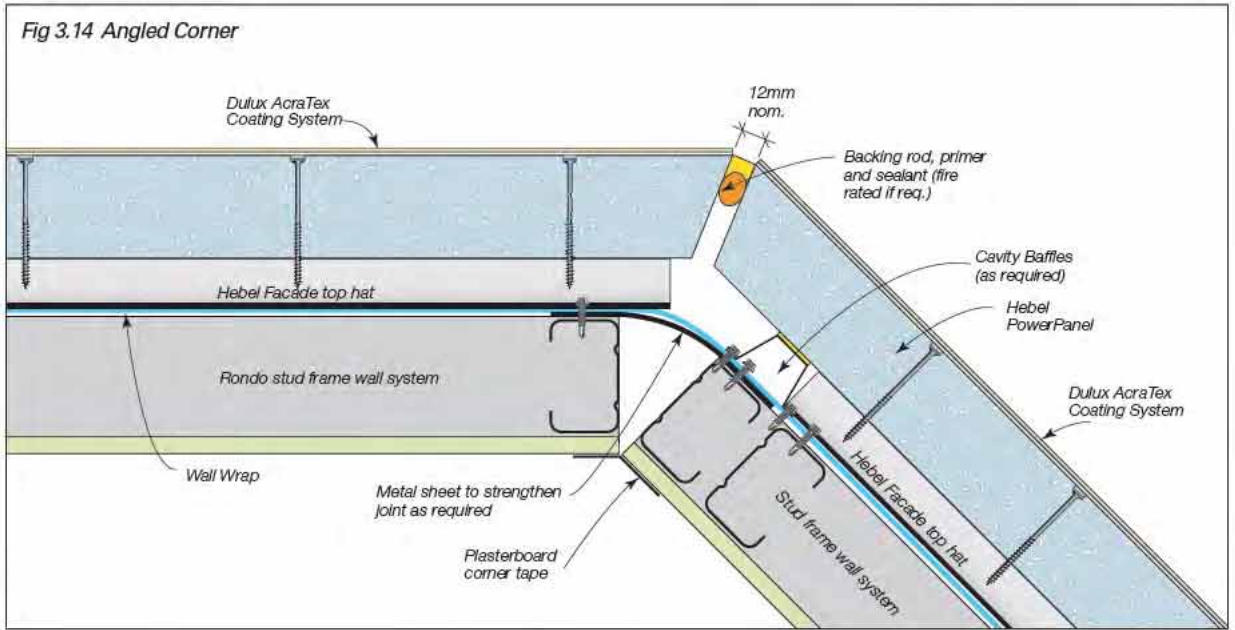 Fig 3.14 Angled Corner
Dulux AcraTex
Coating System
12mm
nom.
Backing rod, primer
and sealant (fire
rated if req.)
Cavity Baffles
(as required)
Hebel
PowerPanel
Hebel Facade top hat
Rondo stud frame wall system
Dulux AcraTex
Coating System
Wall Wrap
Metal sheet to strengthen
joint as required
Plasterboard
corner tape
Hebel Facade top hat
Stud frame wall system